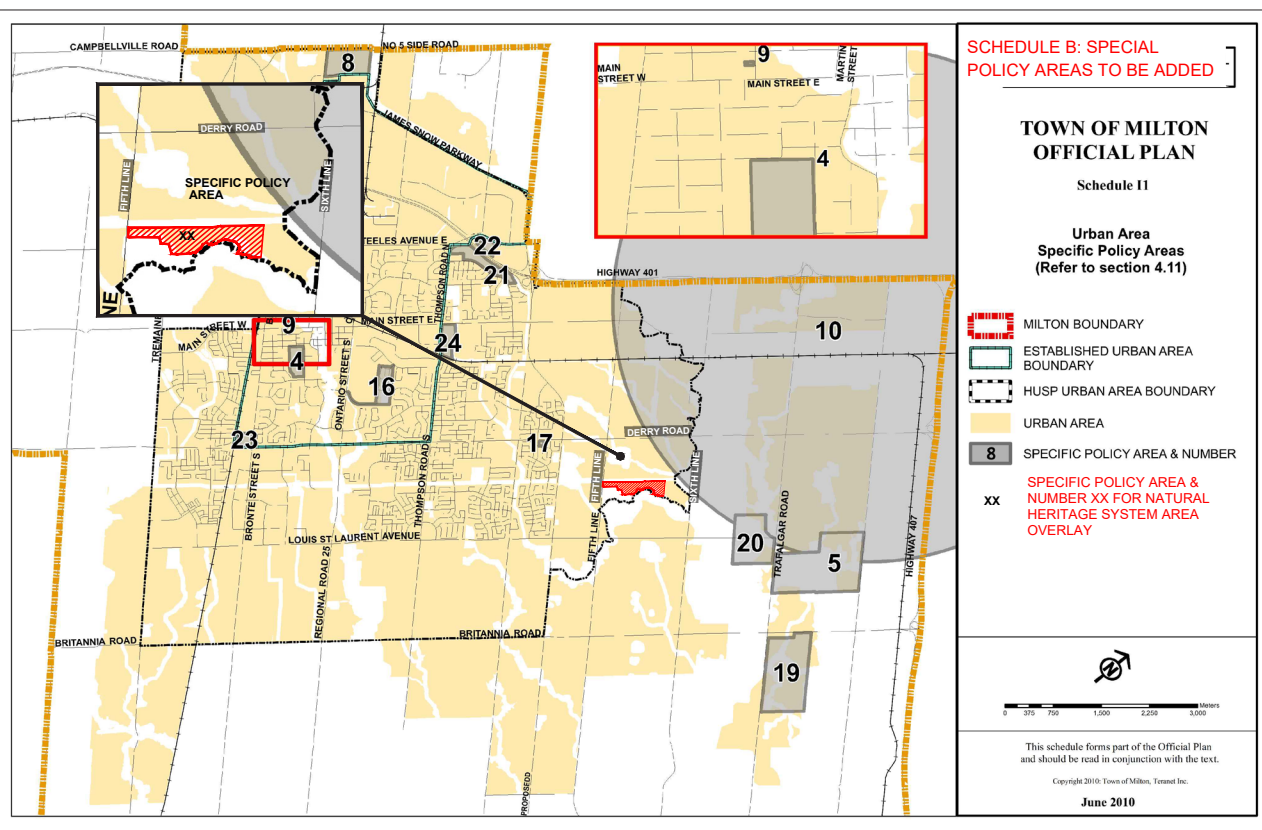 CAMPBELLVILLE ROAD
NO 5 SIDE ROAD
8
JAMES SNOW PARKWAY
DERRY ROAD
FIFTH LINE
SIXTH LINE
SPECIFIC POLICY
AREA
XX
NE
MAIN
STREET W
9
MAIN STREET E
MARTIN
STREET
4
TEELES AVENUE E
22
21
THOMPSON ROAD N
HIGHWAY 401
10
TREMAINE
MAIN STREET W
9
MAIN STREET E
4
24
16
ONTARIO STREET S
23
BRONTE STREET S
THOMPSON ROAD S
17
DERRY ROAD
FIFTH LINE
SIXTH LINE
FIFTH LINE
LOUIS ST LAURENT AVENUE
REGIONAL ROAD 25
20
TRAFALGAR ROAD
5
HIGHWAY 407
BRITANNIA ROAD
BRITANNIA ROAD
19
PROPOSEDD
SCHEDULE B: SPECIAL
POLICY AREAS TO BE ADDED
TOWN OF MILTON
OFFICIAL PLAN
Schedule I1
Urban Area
Specific Policy Areas
(Refer to section 4.11)
MILTON BOUNDARY
ESTABLISHED URBAN AREA
BOUNDARY
HUSP URBAN AREA BOUNDARY
URBAN AREA
8 SPECIFIC POLICY AREA & NUMBER
SPECIFIC POLICY AREA &
xx NUMBER XX FOR NATURAL
HERITAGE SYSTEM AREA
OVERLAY
N
Meters
0 375 750 1,500 2,250 3,000
This schedule forms part of the Official Plan
and should be read in conjunction with the text.
Copyright 2010: Town of Milton, Teranet Inc.
June 2010